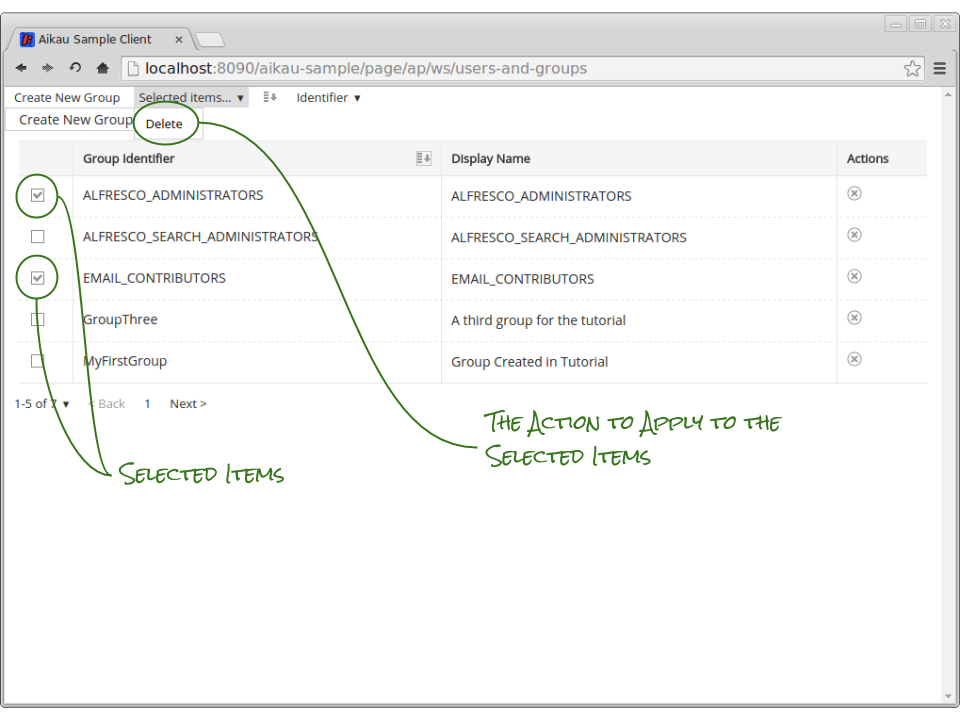 Aikau Sample Client ×
localhost:8090/aikau-sample/page/ap/ws/users-and-groups
Create New Group Selected items... ▾ Identifier ▾
Create New Group Delete
Group Identifier Display Name Actions
ALFRESCO_ADMINISTRATORS ALFRESCO_ADMINISTRATORS
ALFRESCO_SEARCH_ADMINISTRATORS ALFRESCO_SEARCH_ADMINISTRATORS
EMAIL_CONTRIBUTORS EMAIL_CONTRIBUTORS
GroupThree A third group for the tutorial
MyFirstGroup Group Created in Tutorial
1-5 of 7 ▾ < Back 1 Next >
The Action to Apply to the
Selected Items
Selected Items